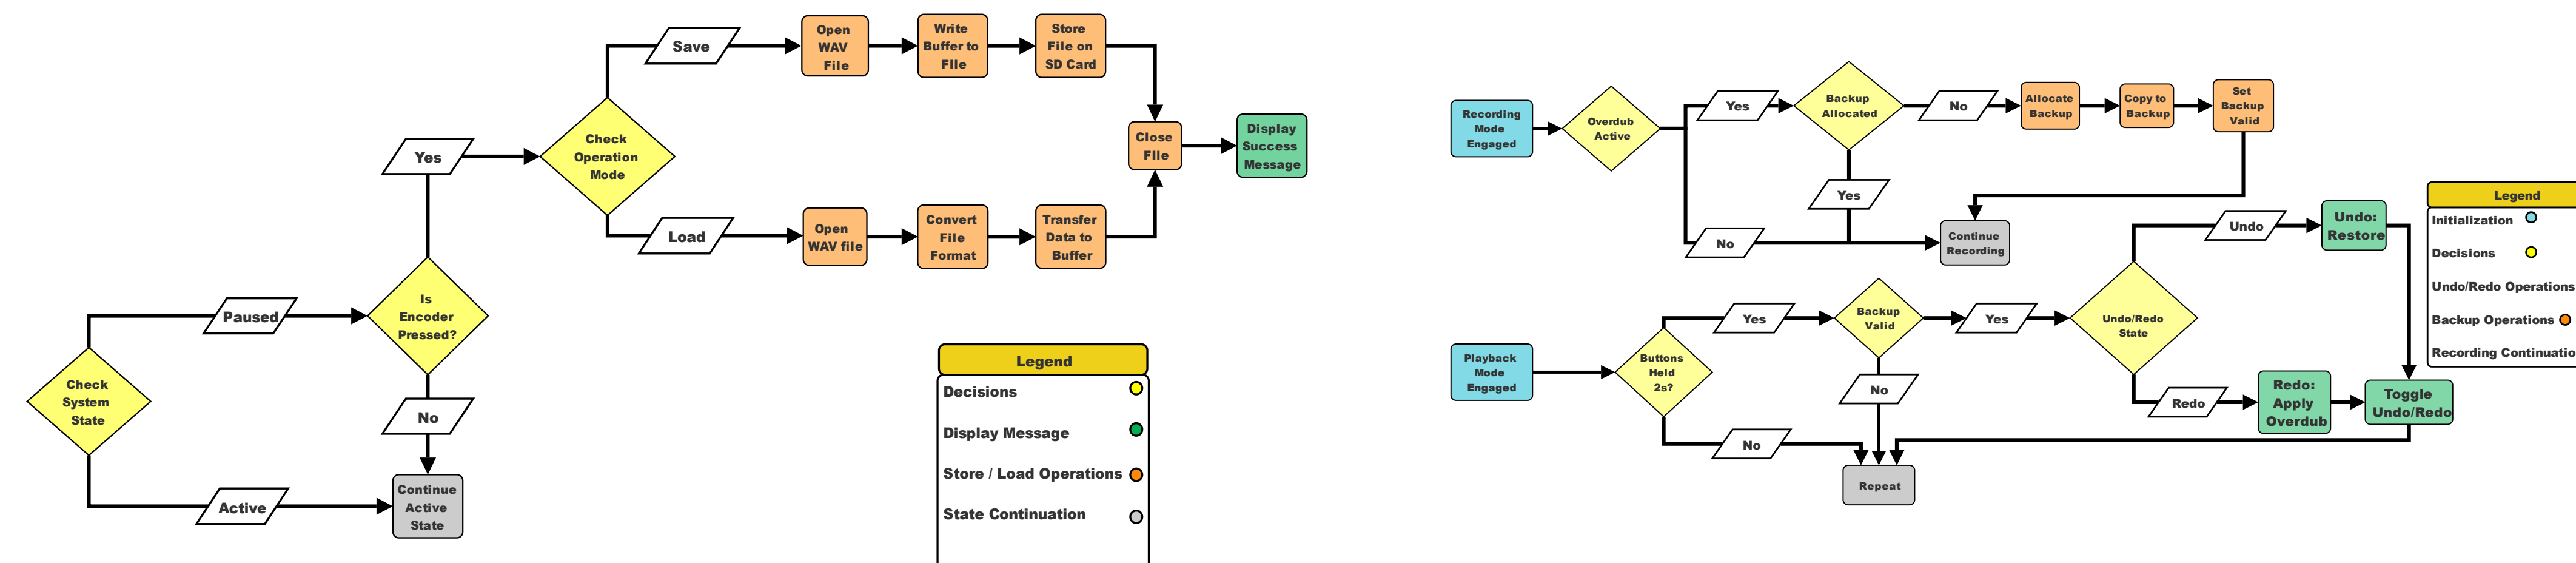 Save
Open
WAV
File
Write
Buffer to
FIle
Store
File on
SD Card
Check
Operation
Mode
Yes
Close
FIle
Display
Success
Message
Load
Open
WAV file
Convert
File
Format
Transfer
Data to
Buffer
Paused
Is
Encoder
Pressed?
Check
System
State
No
Active
Continue
Active
State
Legend
Decisions
Display Message
Store / Load Operations
State Continuation
Recording
Mode
Engaged
Overdub
Active
Yes
Backup
Allocated
No
Allocate
Backup
Copy to
Backup
Set
Backup
Valid
Yes
No
Continue
Recording
Playback
Mode
Engaged
Buttons
Held
2s?
Yes
Backup
Valid
Yes
Undo/Redo
State
Undo
Undo:
Restore
No
No
Redo
Redo:
Apply
Overdub
Toggle
Undo/Redo
Repeat
Legend
Initialization
Decisions
Undo/Redo Operations
Backup Operations
Recording Continuatio